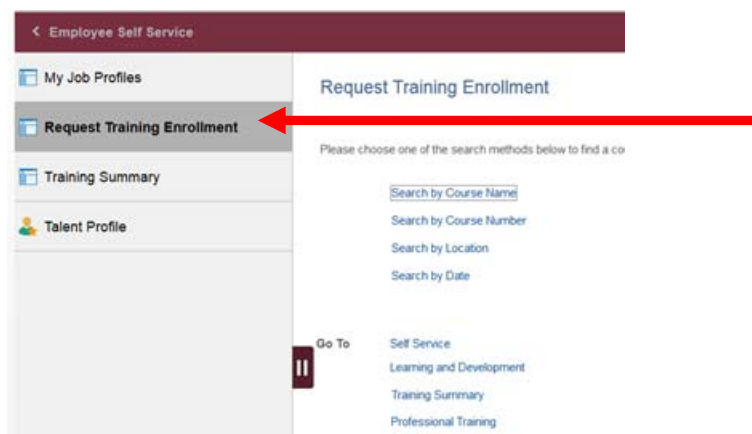 Employee Self Service
My Job Profiles
Request Training Enrollment
Training Summary
Talent Profile
Request Training Enrollment
Please choose one of the search methods below to find a
Search by Course Name
Search by Course Number
Search by Location
Search by Date
Go To
Self Service
Learning and Development
Training Summary
Professional Training